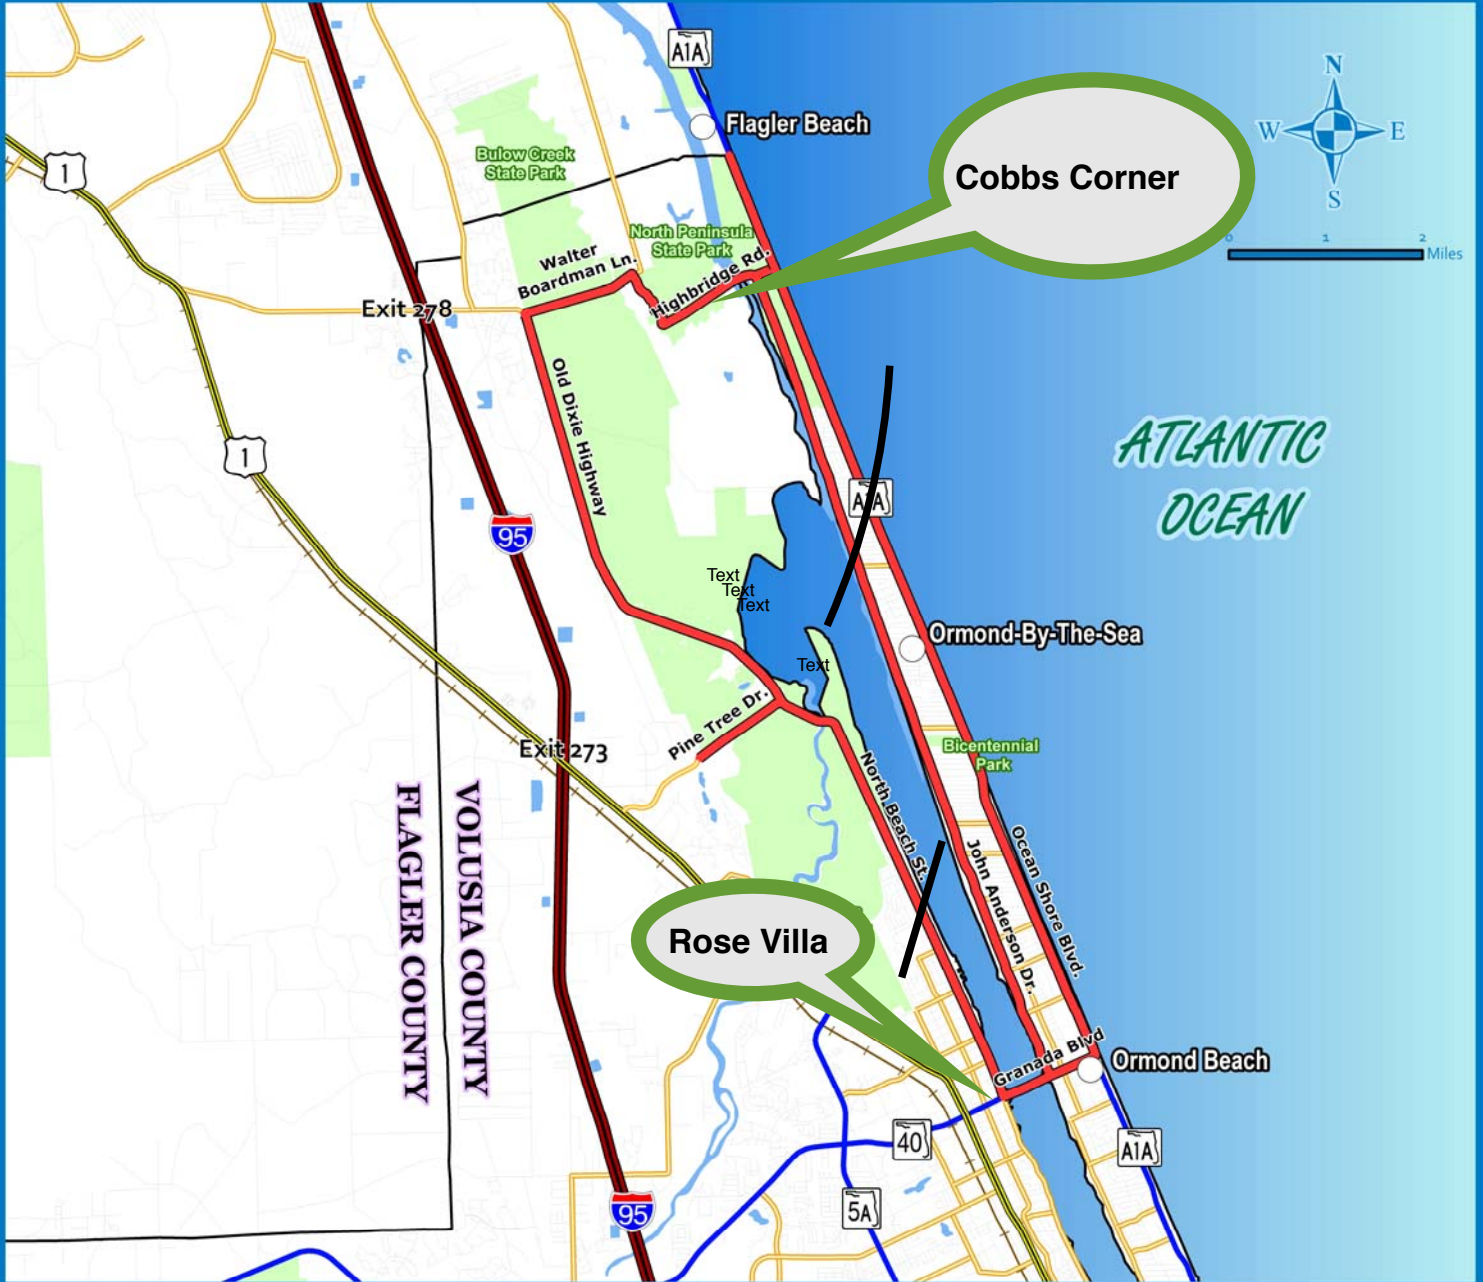 A1A
Flagler Beach
N
W
E
S
Cobbs Corner
1
Bulow Creek
State Park
North Peninsula
State Park
0
1
2
Miles
Walter
Boardman Ln.
Highbridge Rd.
Exit 278
Old Dixie Highway
ATLANTIC
OCEAN
1
A1A
95
Text
Text
Text
Ormond-By-The-Sea
Text
Pine Tree Dr.
Exit 273
Bicentennial
Park
North Beach St.
FLAGLER COUNTY
VOLUSIA COUNTY
John Anderson Dr.
Ocean Shore Blvd.
Rose Villa
Granada Blvd
Ormond Beach
40
A1A
5A
95